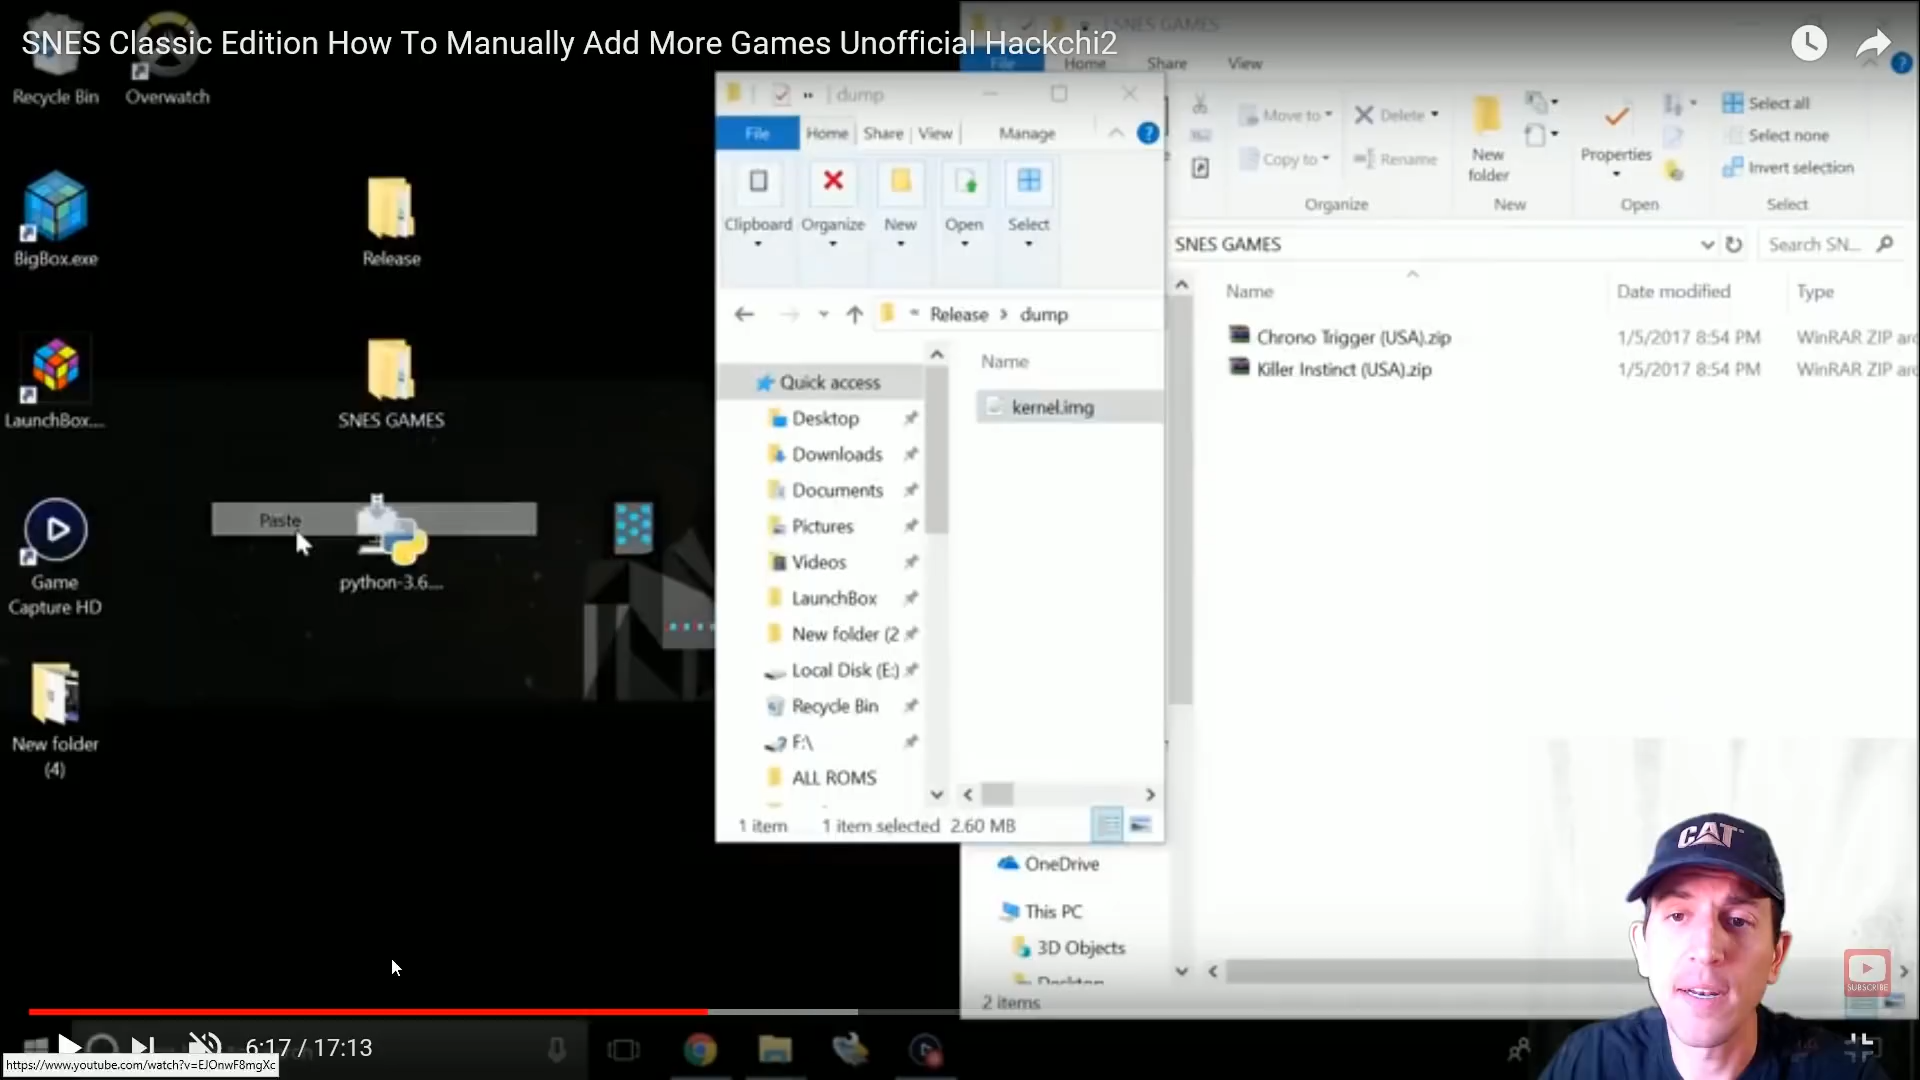 SNES Classic Edition How To Manually Add More Games Unofficial Hackchi2
SNES GAMES
File Home Share View
Recycle Bin
Overwatch
BigBox.exe
Release
LaunchBox....
SNES GAMES
Game
Capture HD
Paste
python-3.6....
New folder
(4)
dump
File Home Share View Manage
Clipboard Organize New Open Select
Release > dump
Name
Quick access
Desktop
Downloads
Documents
Pictures
Videos
LaunchBox
New folder (2
Local Disk (E:)
Recycle Bin
F:\
ALL ROMS
kernel.img
1 item 1 item selected 2.60 MB
Move to
Copy to
Delete
Rename
Organize
New
folder
New
Properties
Open
Select all
Select none
Invert selection
Select
SNES GAMES
Search SN...
Name Date modified Type
Chrono Trigger (USA).zip 1/5/2017 8:54 PM WinRAR ZIP arc
Killer Instinct (USA).zip 1/5/2017 8:54 PM WinRAR ZIP arc
OneDrive
This PC
3D Objects
Desktop
2 items
CAT
SUBSCRIBE
6:17 / 17:13
https://www.youtube.com/watch?v=EJOnwF8mgXc